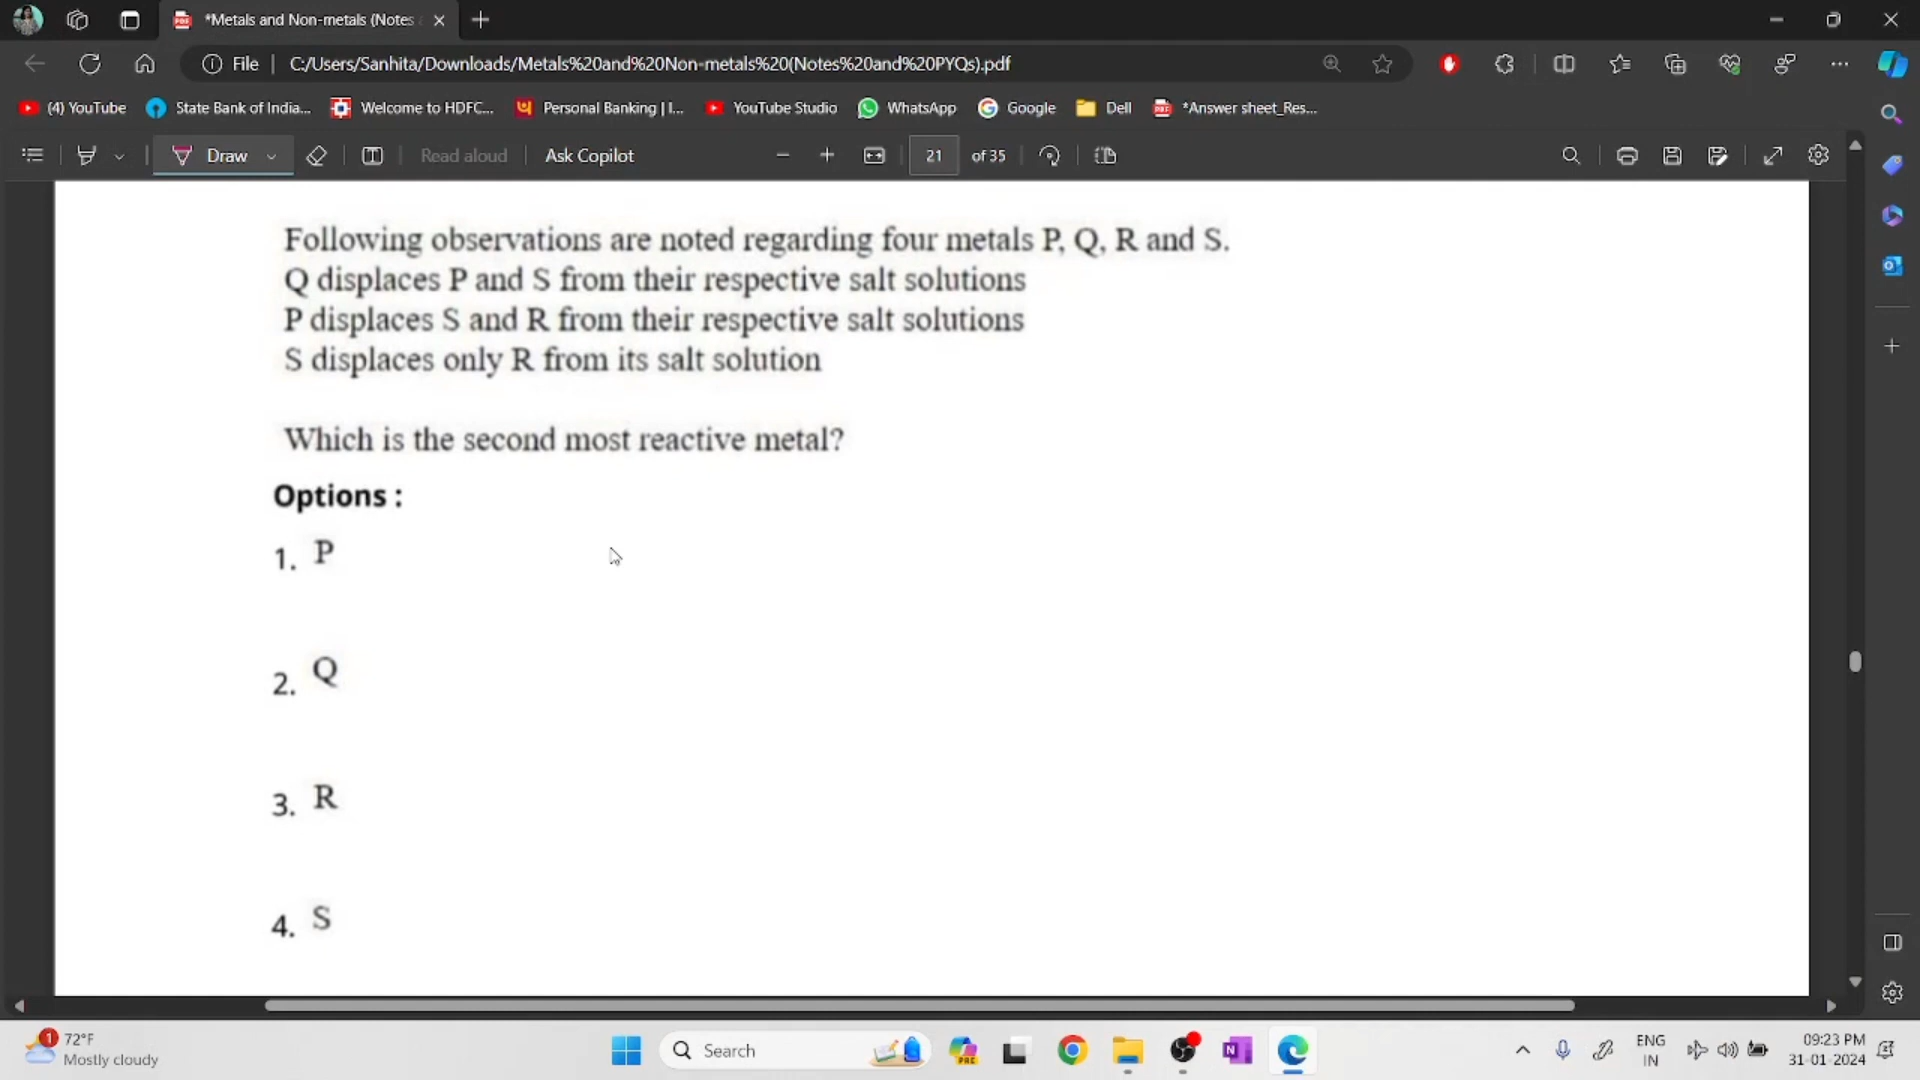 *Metals and Non-metals (Notes
File
C:/Users/Sanhita/Downloads/Metals%20and%20Non-metals%20(Notes%20and%20PYQs).pdf
(4) YouTube
State Bank of India...
Welcome to HDFC...
Personal Banking | I...
YouTube Studio
WhatsApp
Google
Dell
*Answer sheet_Res...
Draw
Read aloud
Ask Copilot
21
of 35
Following observations are noted regarding four metals P, Q, R and S.
Q displaces P and S from their respective salt solutions
P displaces S and R from their respective salt solutions
S displaces only R from its salt solution
Which is the second most reactive metal?
Options :
1. P
2. Q
3. R
4. S
1
72°F
Mostly cloudy
Search
PRE
ENG
IN
09:23 PM
31-01-2024